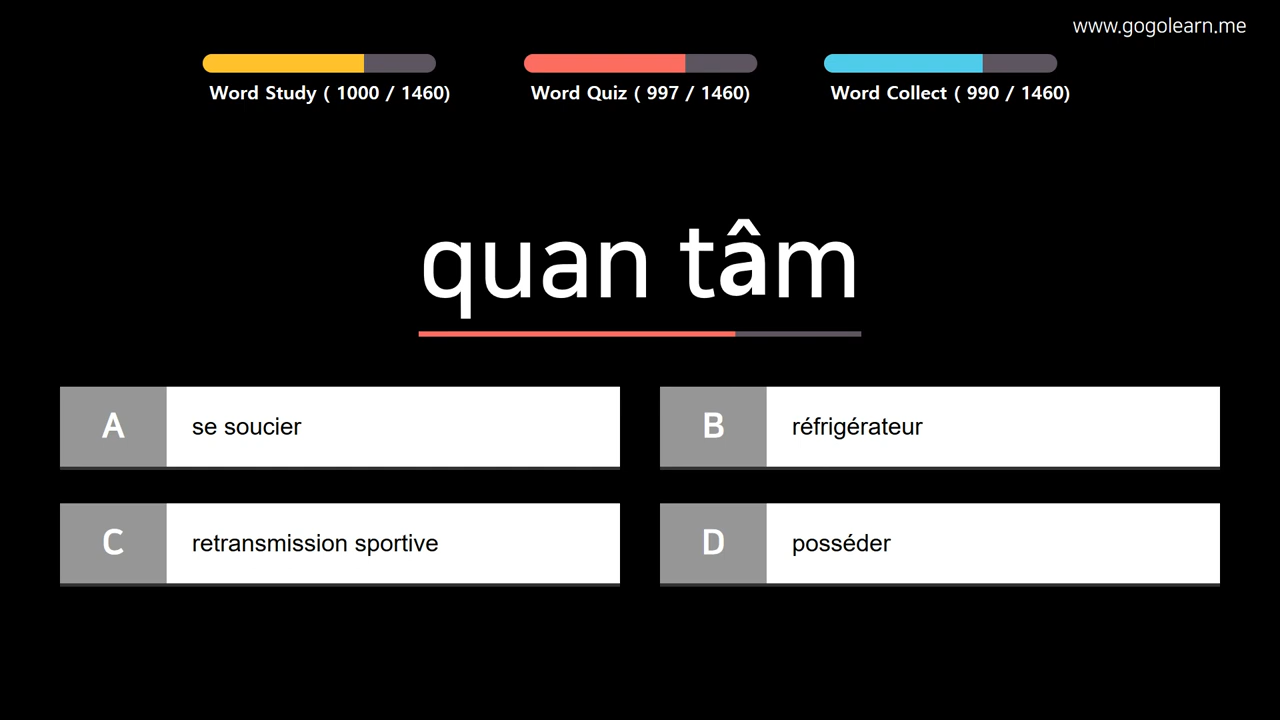 www.gogolearn.me
Word Study ( 1000 / 1460)
Word Quiz ( 997 / 1460)
Word Collect ( 990 / 1460)
quan tâm
A
se soucier
B
réfrigérateur
C
retransmission sportive
D
posséder